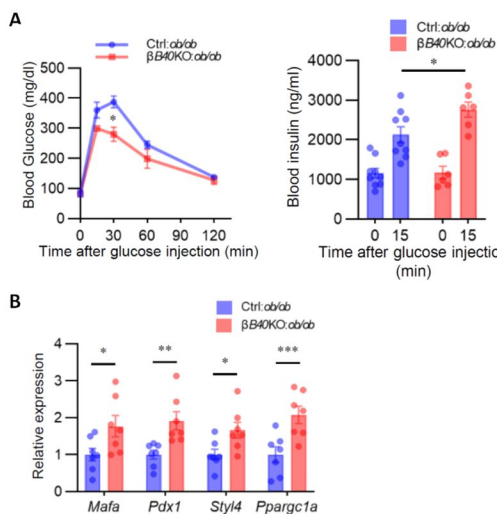 A
Ctrl:ob/ob
βB40KO:ob/ob
Blood Glucose (mg/dl)
500
400
300
200
100
0
*
0 30 60 90 120
Time after glucose injection (min)
Ctrl:ob/ob
βB40KO:ob/ob
Blood insulin (ng/ml)
4000
3000
2000
1000
0
*
0 15 0 15
Time after glucose injectio
(min)
B
Ctrl:ob/ob
βB40KO:ob/ob
Relative expression
4
3
2
1
0
* ** * ***
Mafa Pdx1 Styl4 Ppargc1a